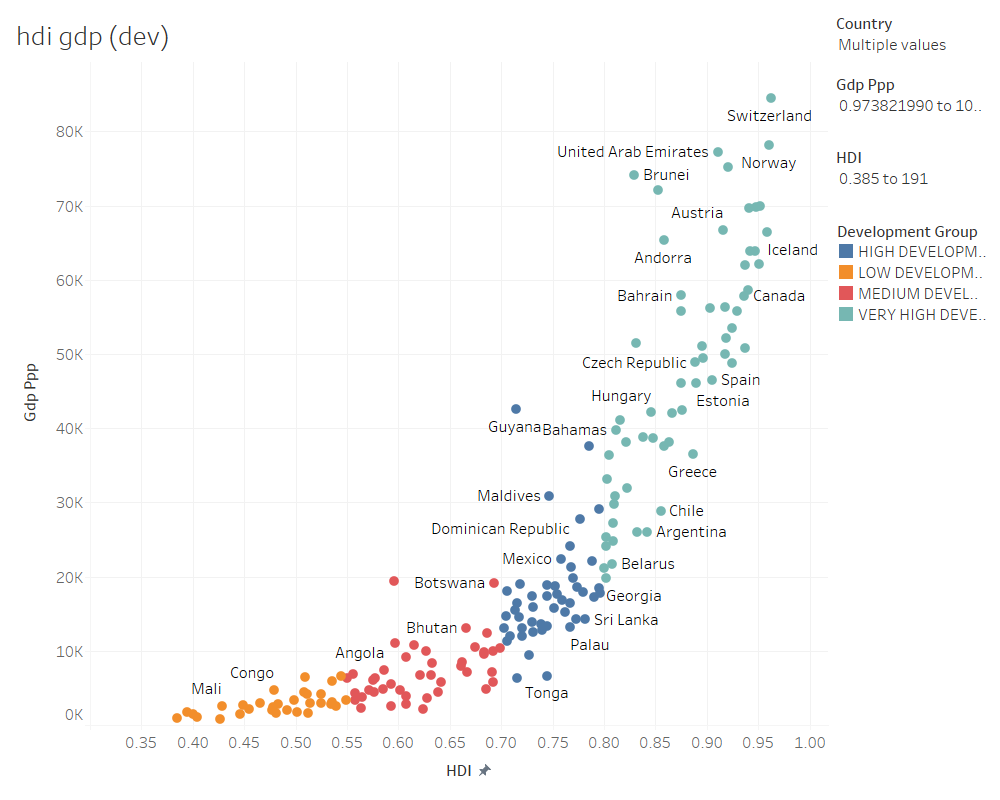 hdi gdp (dev)
Country
Multiple values
Gdp Ppp
0.973821990 to 10..
HDI
0.385 to 191
Development Group
HIGH DEVELOPM..
LOW DEVELOPM..
MEDIUM DEVEL..
VERY HIGH DEVE..
Gdp Ppp
80K
70K
60K
50K
40K
30K
20K
10K
0K
Switzerland
United Arab Emirates
Norway
Brunei
Austria
Iceland
Andorra
Bahrain
Canada
Czech Republic
Spain
Hungary
Estonia
Guyana
Bahamas
Greece
Maldives
Chile
Dominican Republic
Argentina
Mexico
Belarus
Botswana
Georgia
Sri Lanka
Bhutan
Palau
Angola
Congo
Mali
Tonga
0.35 0.40 0.45 0.50 0.55 0.60 0.65 0.70 0.75 0.80 0.85 0.90 0.95 1.00
HDI